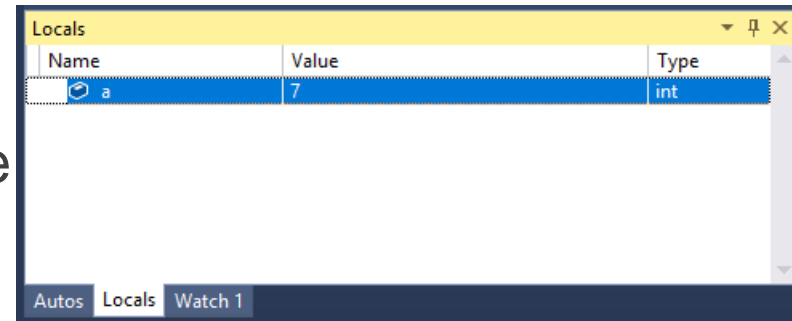 Locals
Name Value Type
a 7 int
e
Autos Locals Watch 1